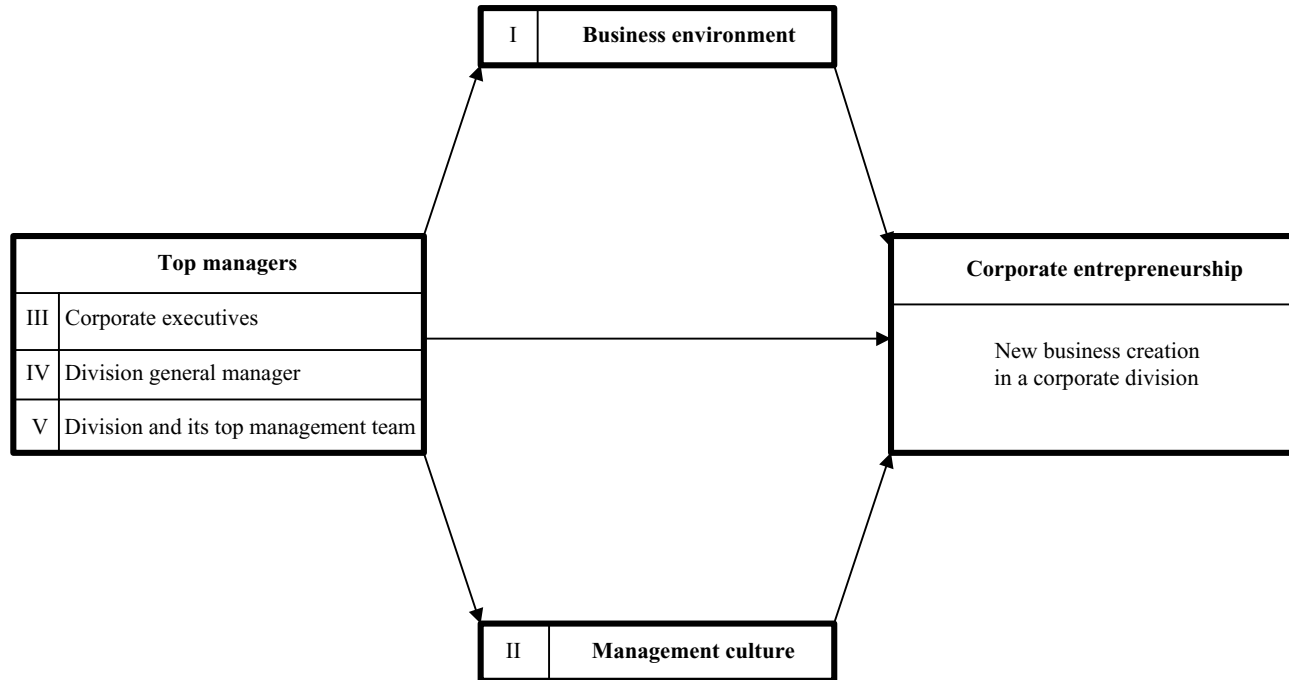 I Business environment
Top managers
III Corporate executives
IV Division general manager
V Division and its top management team
Corporate entrepreneurship
New business creation
in a corporate division
II Management culture